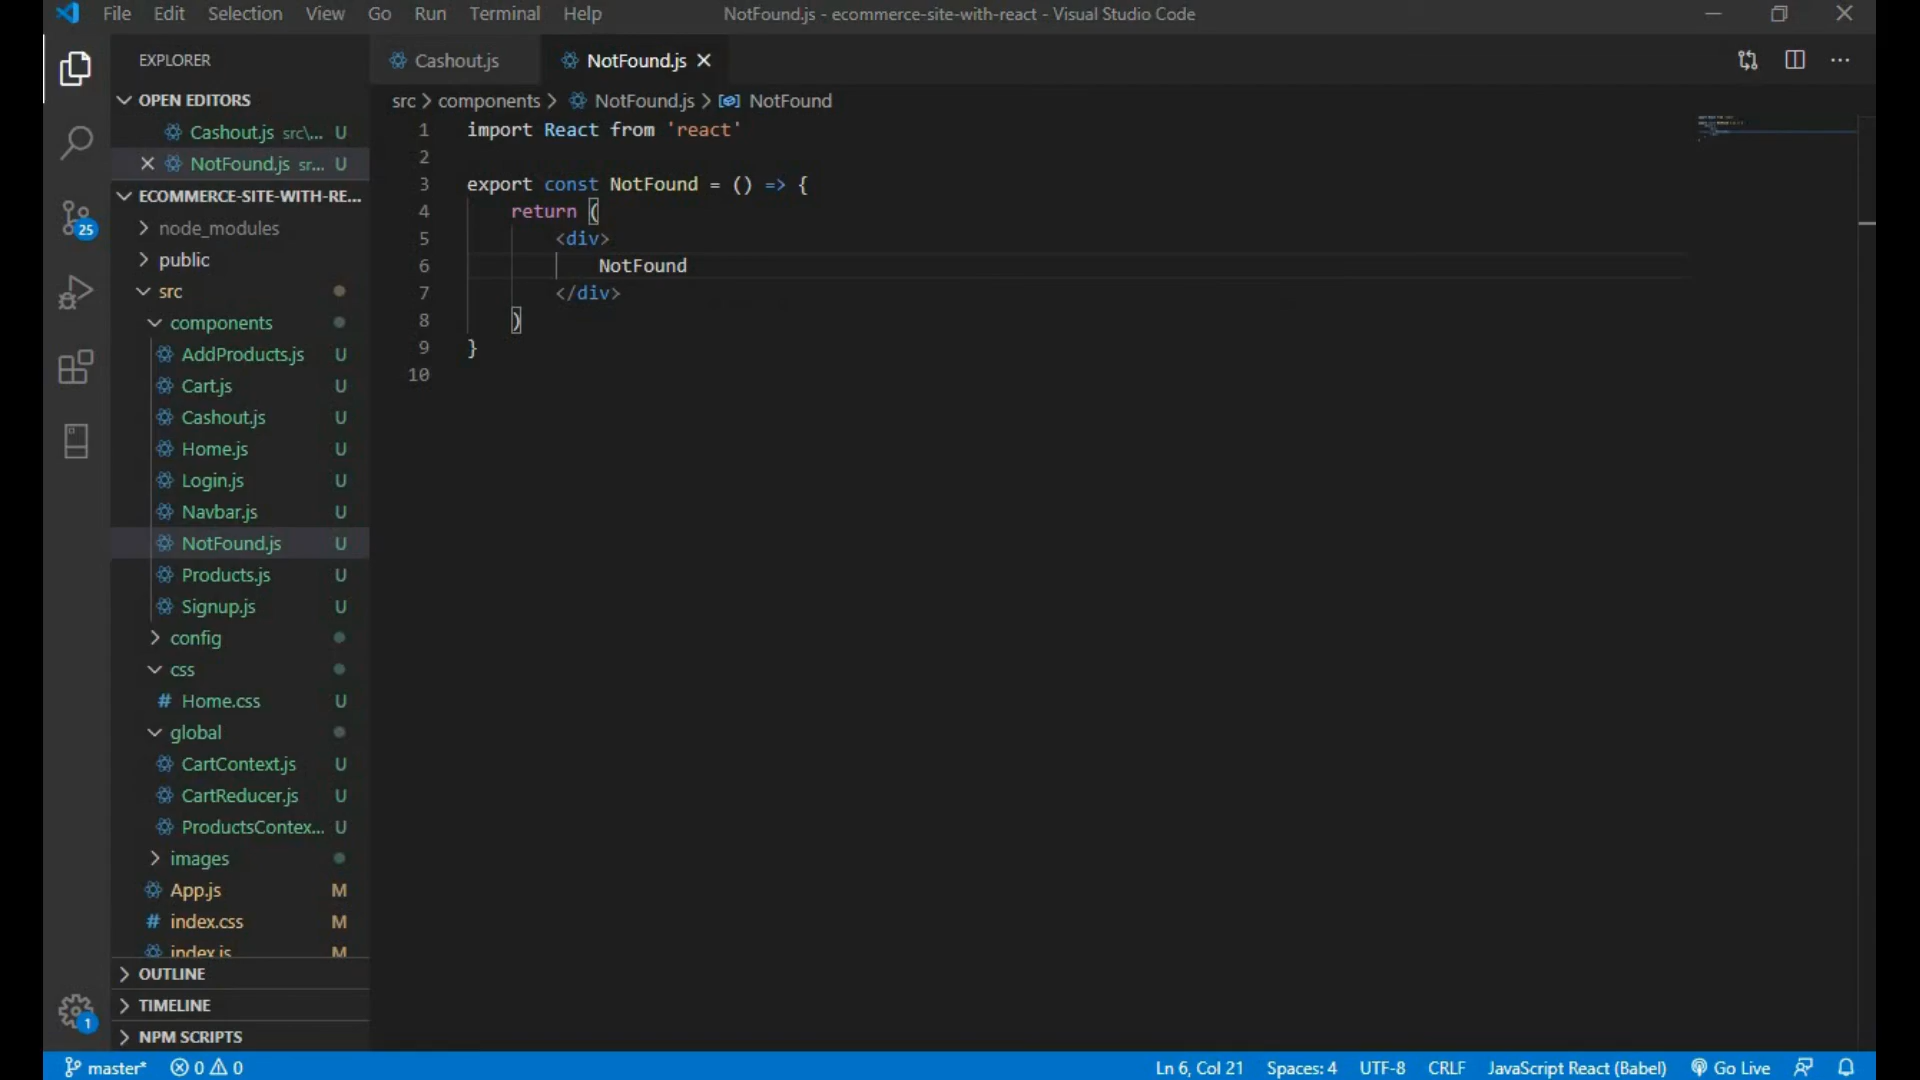 File Edit Selection View Go Run Terminal Help
NotFound.js - ecommerce-site-with-react - Visual Studio Code
EXPLORER
OPEN EDITORS
Cashout.js src\... U
NotFound.js sr... U
ECOMMERCE-SITE-WITH-RE...
node_modules
public
src
components
AddProducts.js U
Cart.js U
Cashout.js U
Home.js U
Login.js U
Navbar.js U
NotFound.js U
Products.js U
Signup.js U
config
css
# Home.css U
global
CartContext.js U
CartReducer.js U
ProductsContex... U
images
App.js M
# index.css M
index.js M
OUTLINE
TIMELINE
NPM SCRIPTS
25
1
Cashout.js
NotFound.js
src > components > NotFound.js > NotFound
1 import React from 'react'
2
3 export const NotFound = () => {
4 return (
5 <div>
6 NotFound
7 </div>
8 )
9 }
10
master* 0 0
Ln 6, Col 21 Spaces: 4 UTF-8 CRLF JavaScript React (Babel) Go Live